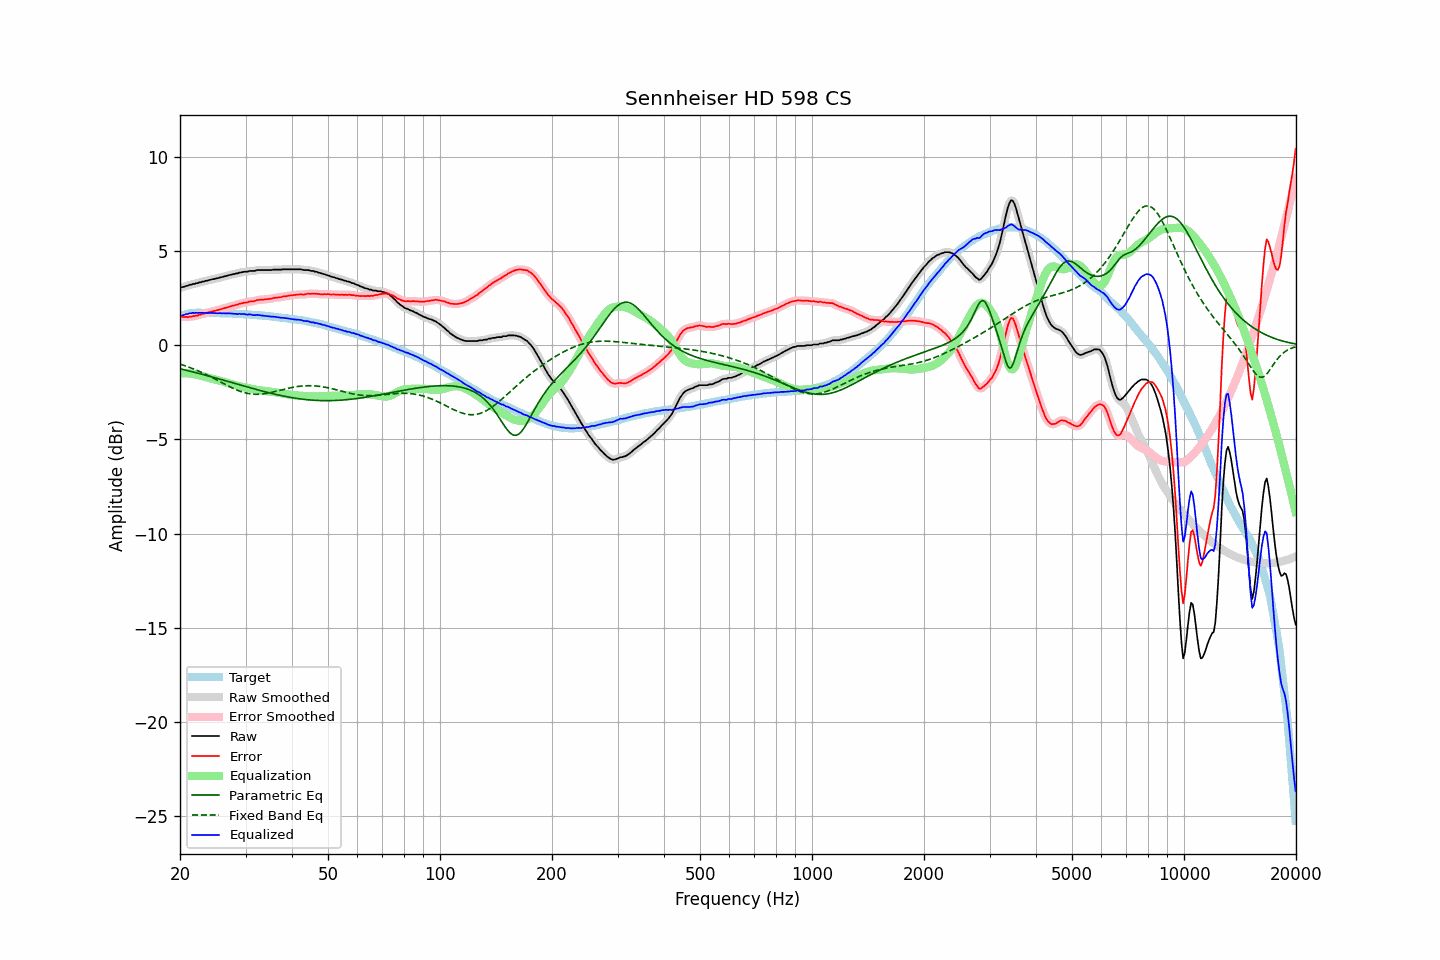 Sennheiser HD 598 CS
Amplitude (dBr)
10
5
0
−5
−10
−15
−20
−25
Target
Raw Smoothed
Error Smoothed
Raw
Error
Equalization
Parametric Eq
Fixed Band Eq
Equalized
20
50
100
200
500
1000
2000
5000
10000
20000
Frequency (Hz)